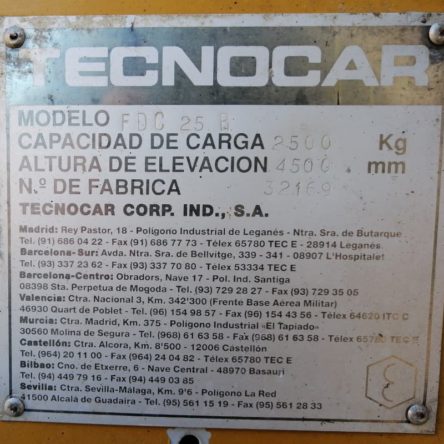 TECNOCAR
MODELO FDC 25 B
CAPACIDAD DE CARGA 2500 Kg
ALTURA DE ELEVACION 4500 mm
N.º DE FABRICA 32169
TECNOCAR CORP. IND., S.A.
Madrid: Rey Pastor, 18 - Polígono Industrial de Leganés - Ntra. Sra. de Butarque
Tel. (91) 686 04 22 - Fax (91) 686 77 73 - Télex 65780 TEC E - 28914 Leganés
Barcelona-Sur: Avda. Ntra. Sra. de Bellvitge, 339 - 341 - 08907 L'Hospitalet
Tel. (93) 337 23 62 - Fax (93) 337 70 80 - Télex 53334 TEC E
Barcelona-Centro: Obradors, Nave 17 - Pol. Ind. Santiga
08398 Sta. Perpetua de Mogoda - Tel. (93) 729 28 27 - Fax (93) 729 35 05
Valencia: Ctra. Nacional 3, Km. 342'300 (Frente Base Aérea Militar)
46930 Quart de Poblet - Tel. (96) 154 98 57 - Fax (96) 154 43 56 - Télex 64620 ITC C
Murcia: Ctra. Madrid, Km. 375 - Polígono Industrial «El Tapiado»
30560 Molina de Segura - Tel. (968) 61 63 58 - Fax (968) 61 63 58 - Télex 65780 TEC E
Castellón: Ctra. Alcora, Km. 8'500 - 12006 Castellón
Tel. (964) 20 11 00 - Fax (964) 24 04 82 - Télex 65780 TEC E
Bilbao: Cno. de Etxerre, 6 - Nave Central - 48970 Basauri
Tel. (94) 449 79 16 - Fax (94) 449 03 85
Sevilla: Ctra. Sevilla-Málaga, Km. 9'6 - Polígono La Red
41500 Alcalá de Guadaira - Tel. (95) 561 15 19 - Fax (95) 561 28 33